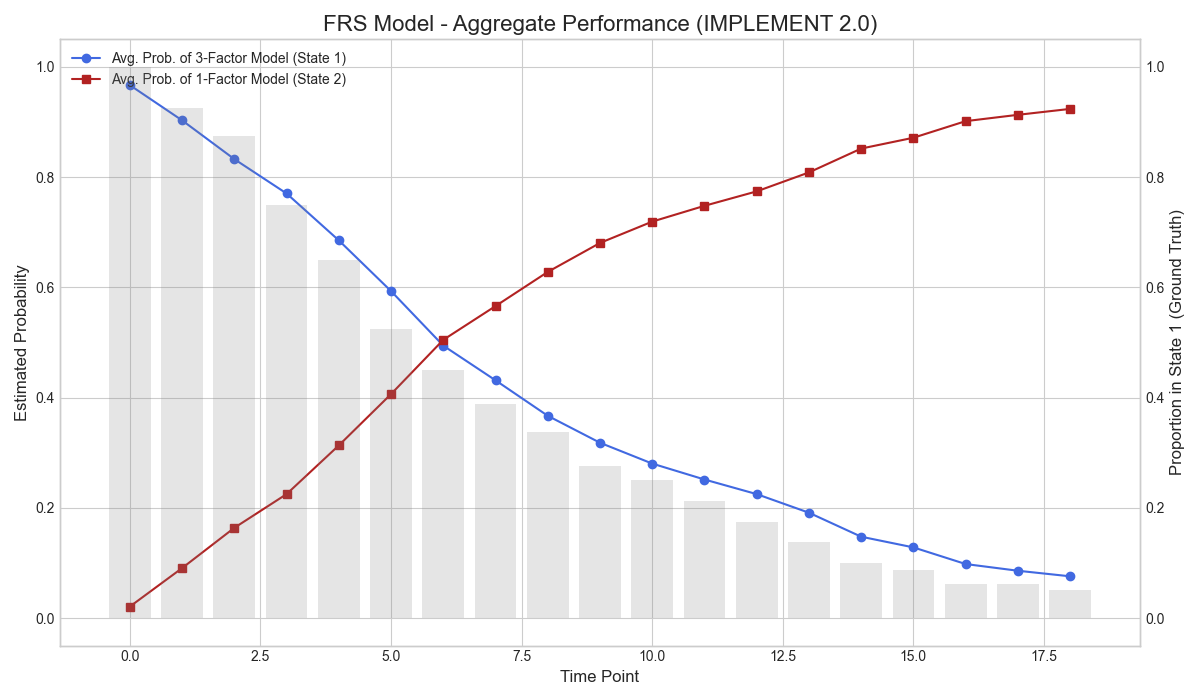 FRS Model - Aggregate Performance (IMPLEMENT 2.0)
Avg. Prob. of 3-Factor Model (State 1)
Avg. Prob. of 1-Factor Model (State 2)
Estimated Probability
1.0
0.8
0.6
0.4
0.2
0.0
Proportion in State 1 (Ground Truth)
1.0
0.8
0.6
0.4
0.2
0.0
0.0 2.5 5.0 7.5 10.0 12.5 15.0 17.5
Time Point